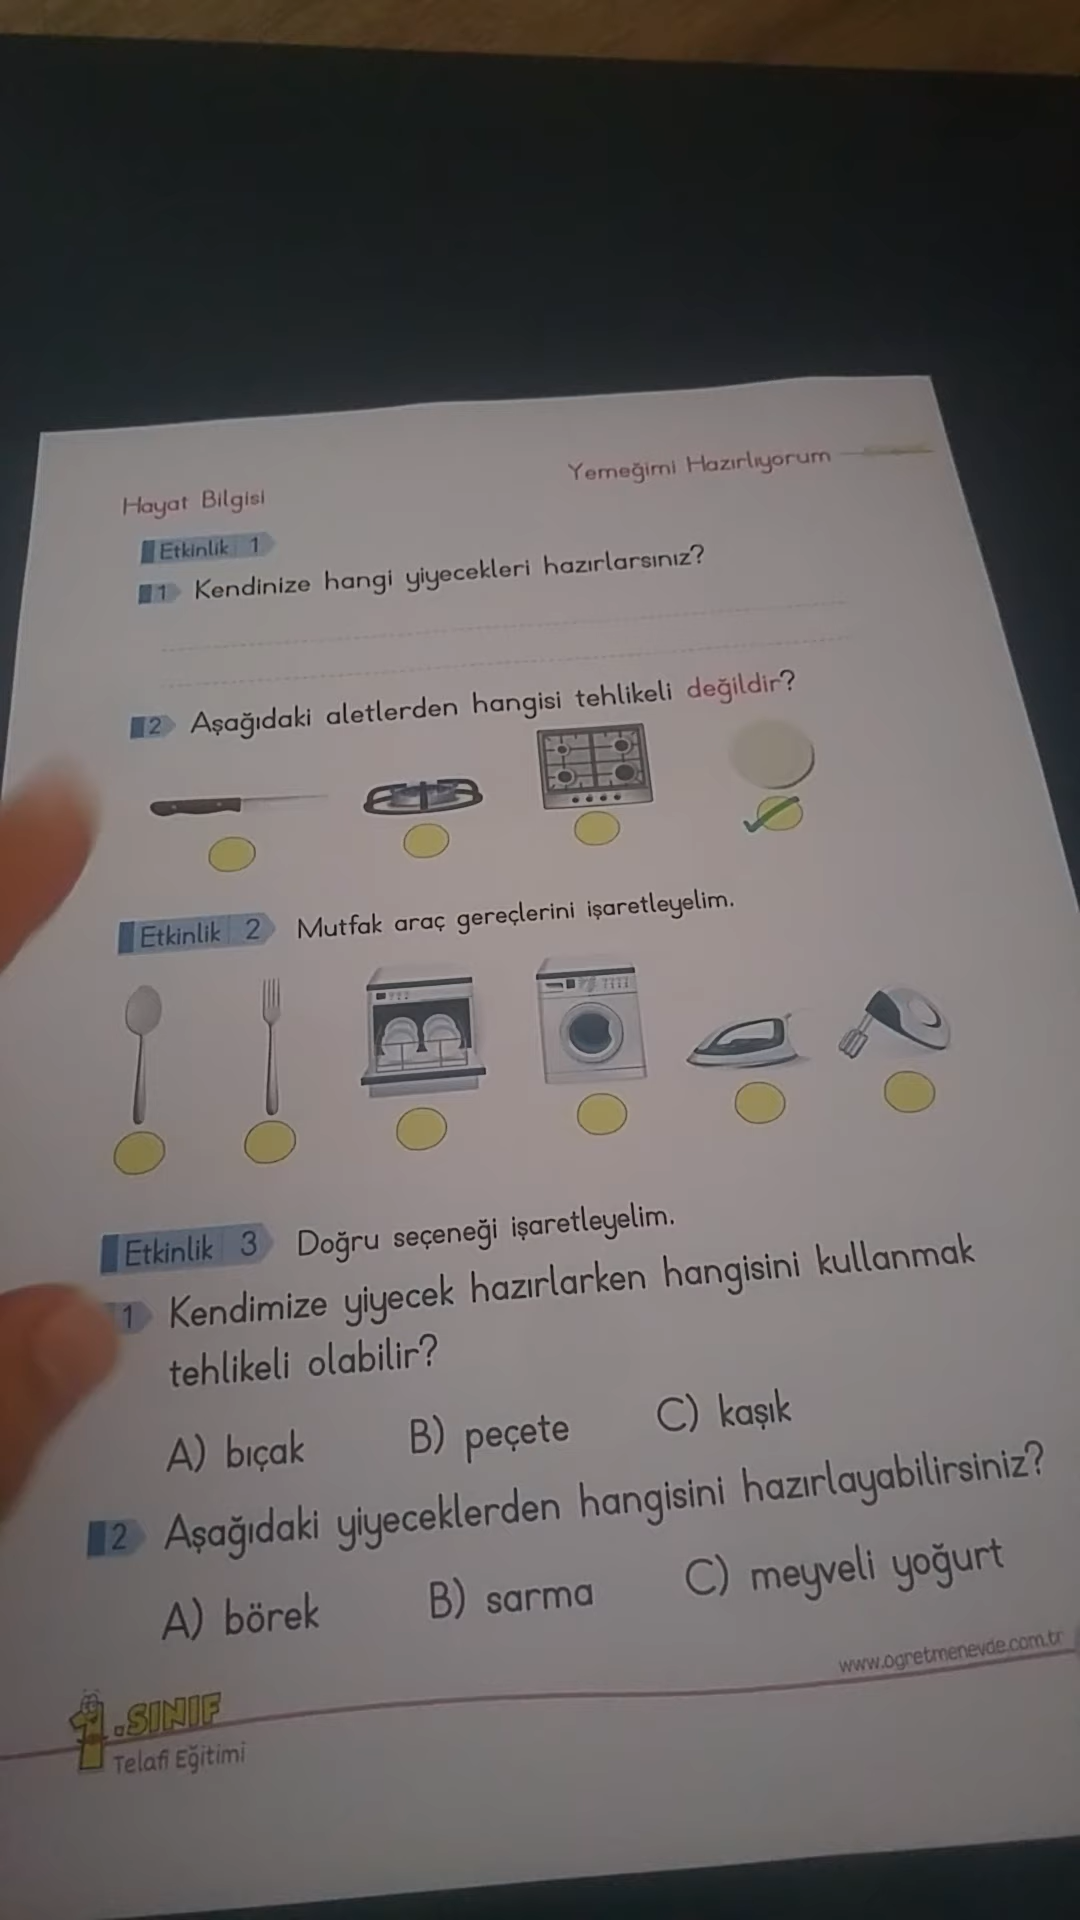 Hayat Bilgisi
Yemeğimi Hazırlıyorum
Etkinlik 1
1 Kendinize hangi yiyecekleri hazırlarsınız?
2 Aşağıdaki aletlerden hangisi tehlikeli değildir?
Etkinlik 2 Mutfak araç gereçlerini işaretleyelim.
Etkinlik 3 Doğru seçeneği işaretleyelim.
1 Kendimize yiyecek hazırlarken hangisini kullanmak
tehlikeli olabilir?
A) bıçak B) peçete C) kaşık
2 Aşağıdaki yiyeceklerden hangisini hazırlayabilirsiniz?
A) börek B) sarma C) meyveli yoğurt
www.ogretmenevde.com.tr
1.SINIF
Telafi Eğitimi